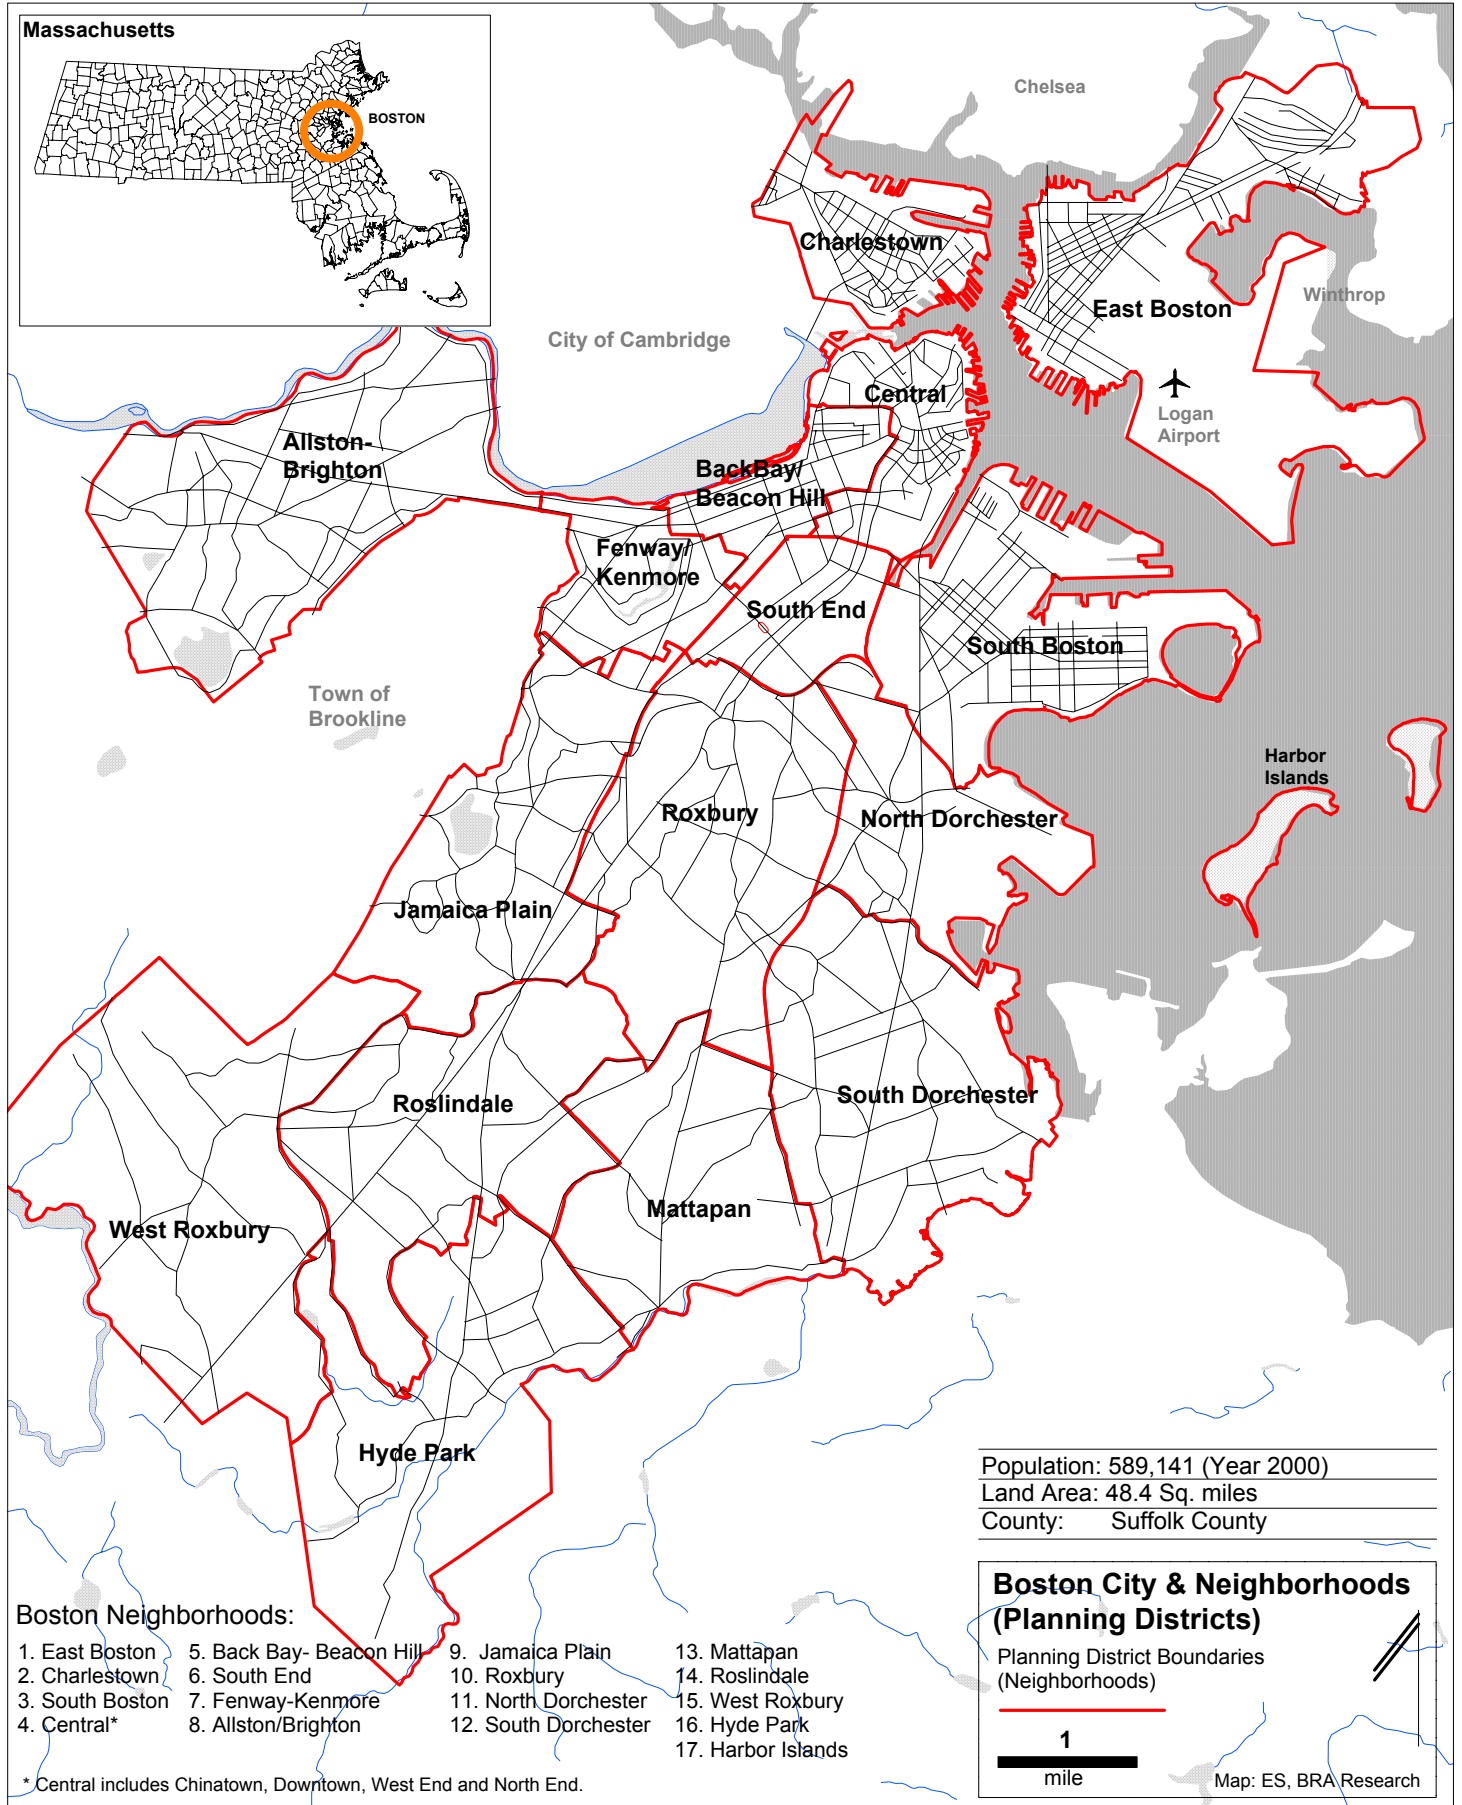 Massachusetts
BOSTON
Chelsea
Charlestown
East Boston
Winthrop
City of Cambridge
Central
Logan
Airport
Allston-
Brighton
BackBay/
Beacon Hill
Fenway/
Kenmore
South End
South Boston
Town of
Brookline
Harbor
Islands
Roxbury
North Dorchester
Jamaica Plain
South Dorchester
Roslindale
Mattapan
West Roxbury
Hyde Park
Population: 589,141 (Year 2000)
Land Area: 48.4 Sq. miles
County: Suffolk County
Boston City & Neighborhoods
(Planning Districts)
Planning District Boundaries
(Neighborhoods)
1
mile
Map: ES, BRA Research
Boston Neighborhoods:
1. East Boston
2. Charlestown
3. South Boston
4. Central*
5. Back Bay- Beacon Hill
6. South End
7. Fenway-Kenmore
8. Allston/Brighton
9. Jamaica Plain
10. Roxbury
11. North Dorchester
12. South Dorchester
13. Mattapan
14. Roslindale
15. West Roxbury
16. Hyde Park
17. Harbor Islands
* Central includes Chinatown, Downtown, West End and North End.